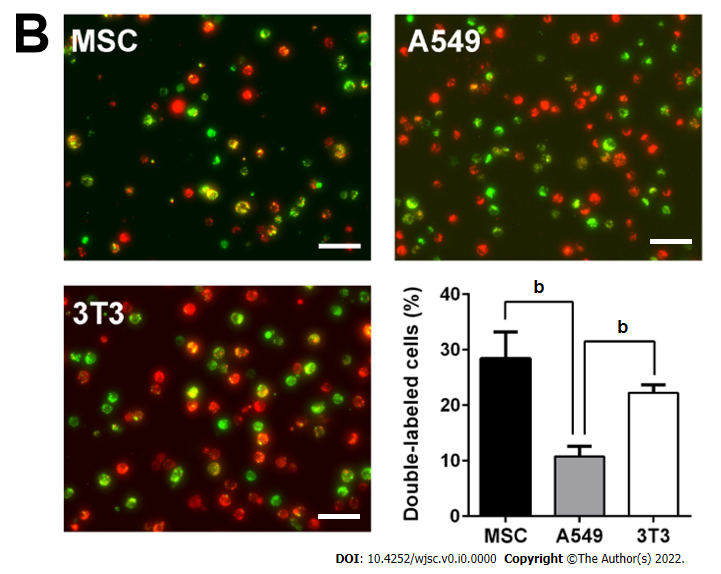 B
MSC
A549
3T3
Double-labeled cells (%)
40
30
20
10
0
b
b
MSC A549 3T3
DOI: 10.4252/wjsc.v0.i0.0000 Copyright ©The Author(s) 2022.